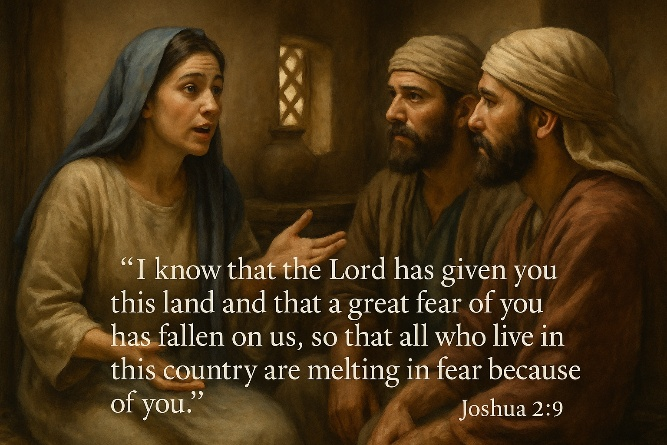 “I know that the Lord has given you
this land and that a great fear of you
has fallen on us, so that all who live in
this country are melting in fear because
of you.”
Joshua 2:9